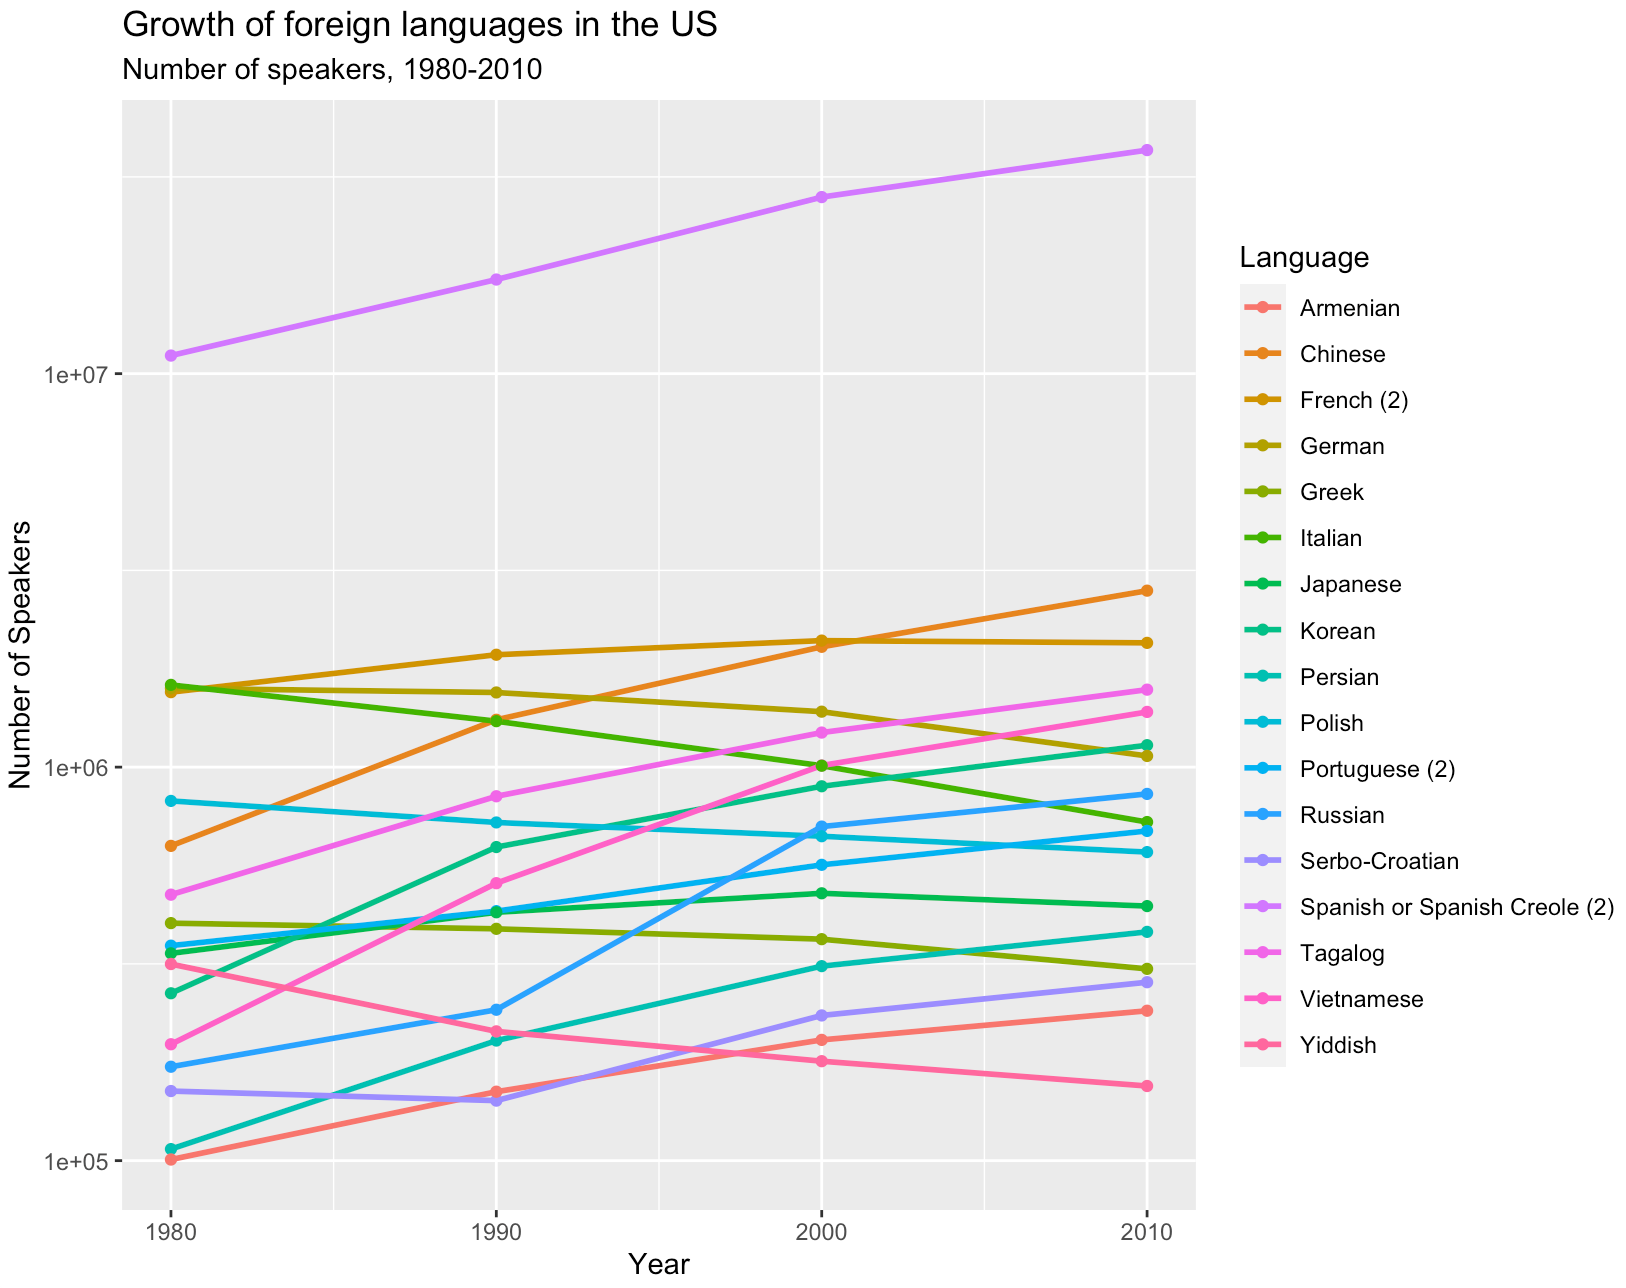 Growth of foreign languages in the US
Number of speakers, 1980-2010
Number of Speakers
1e+07
1e+06
1e+05
1980
1990
2000
2010
Year
Language
Armenian
Chinese
French (2)
German
Greek
Italian
Japanese
Korean
Persian
Polish
Portuguese (2)
Russian
Serbo-Croatian
Spanish or Spanish Creole (2)
Tagalog
Vietnamese
Yiddish